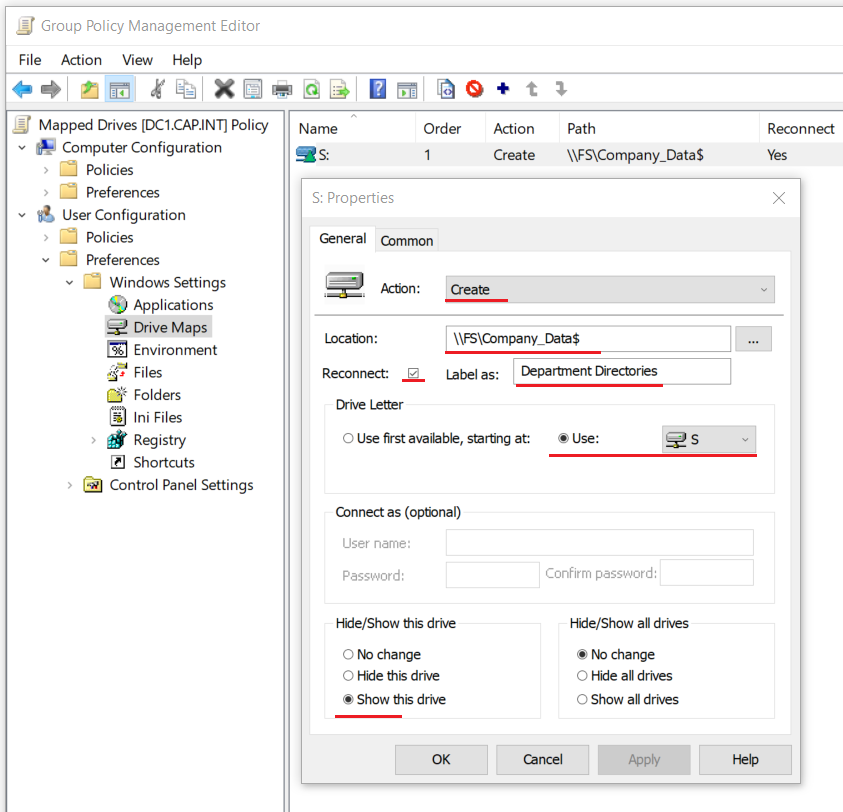 Group Policy Management Editor
File Action View Help
Mapped Drives [DC1.CAP.INT] Policy
Computer Configuration
Policies
Preferences
User Configuration
Policies
Preferences
Windows Settings
Applications
Drive Maps
Environment
Files
Folders
Ini Files
Registry
Shortcuts
Control Panel Settings
Name Order Action Path Reconnect
S: 1 Create \\FS\Company_Data$ Yes
S: Properties
General Common
Action: Create
Location: \\FS\Company_Data$ ...
Reconnect: Label as: Department Directories
Drive Letter
Use first available, starting at: Use: S
Connect as (optional)
User name:
Password: Confirm password:
Hide/Show this drive
No change
Hide this drive
Show this drive
Hide/Show all drives
No change
Hide all drives
Show all drives
OK Cancel Apply Help